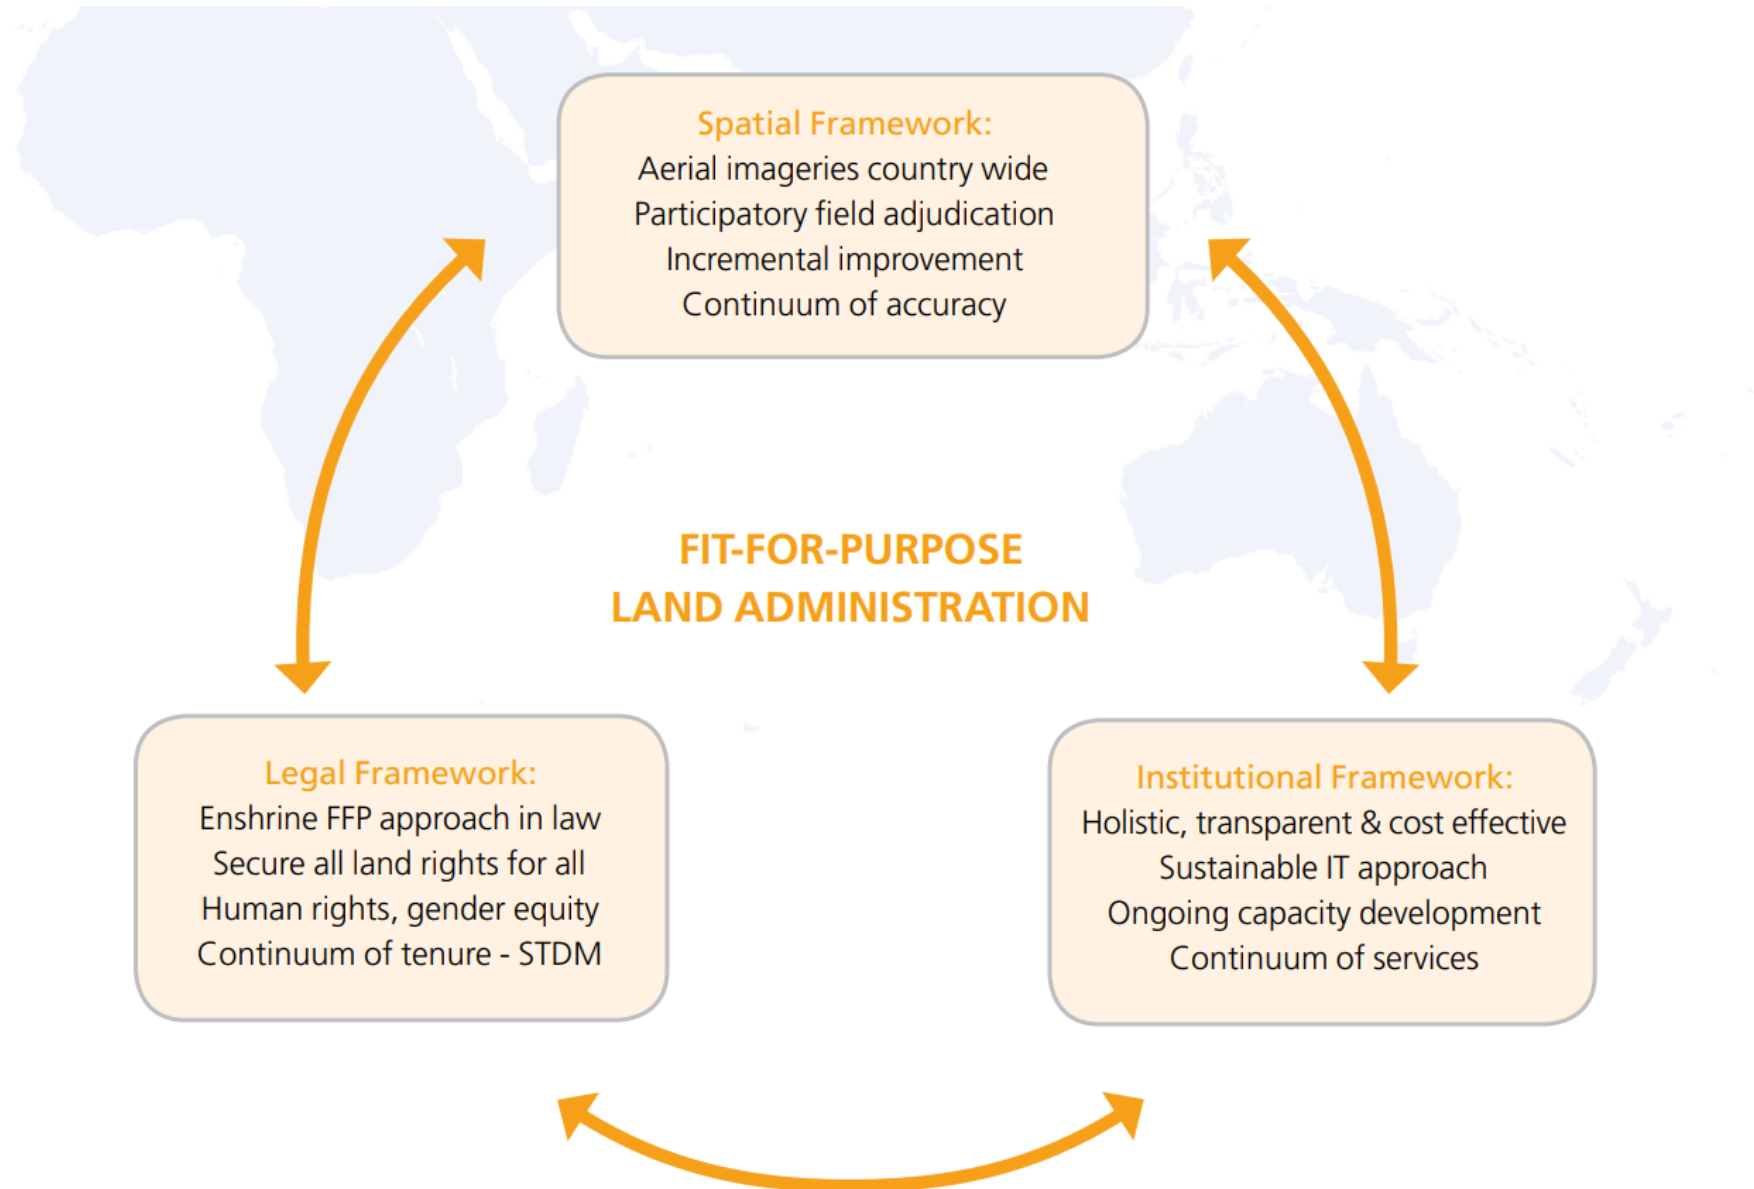 Spatial Framework:
Aerial imageries country wide
Participatory field adjudication
Incremental improvement
Continuum of accuracy
FIT-FOR-PURPOSE
LAND ADMINISTRATION
Legal Framework:
Enshrine FFP approach in law
Secure all land rights for all
Human rights, gender equity
Continuum of tenure - STDM
Institutional Framework:
Holistic, transparent & cost effective
Sustainable IT approach
Ongoing capacity development
Continuum of services